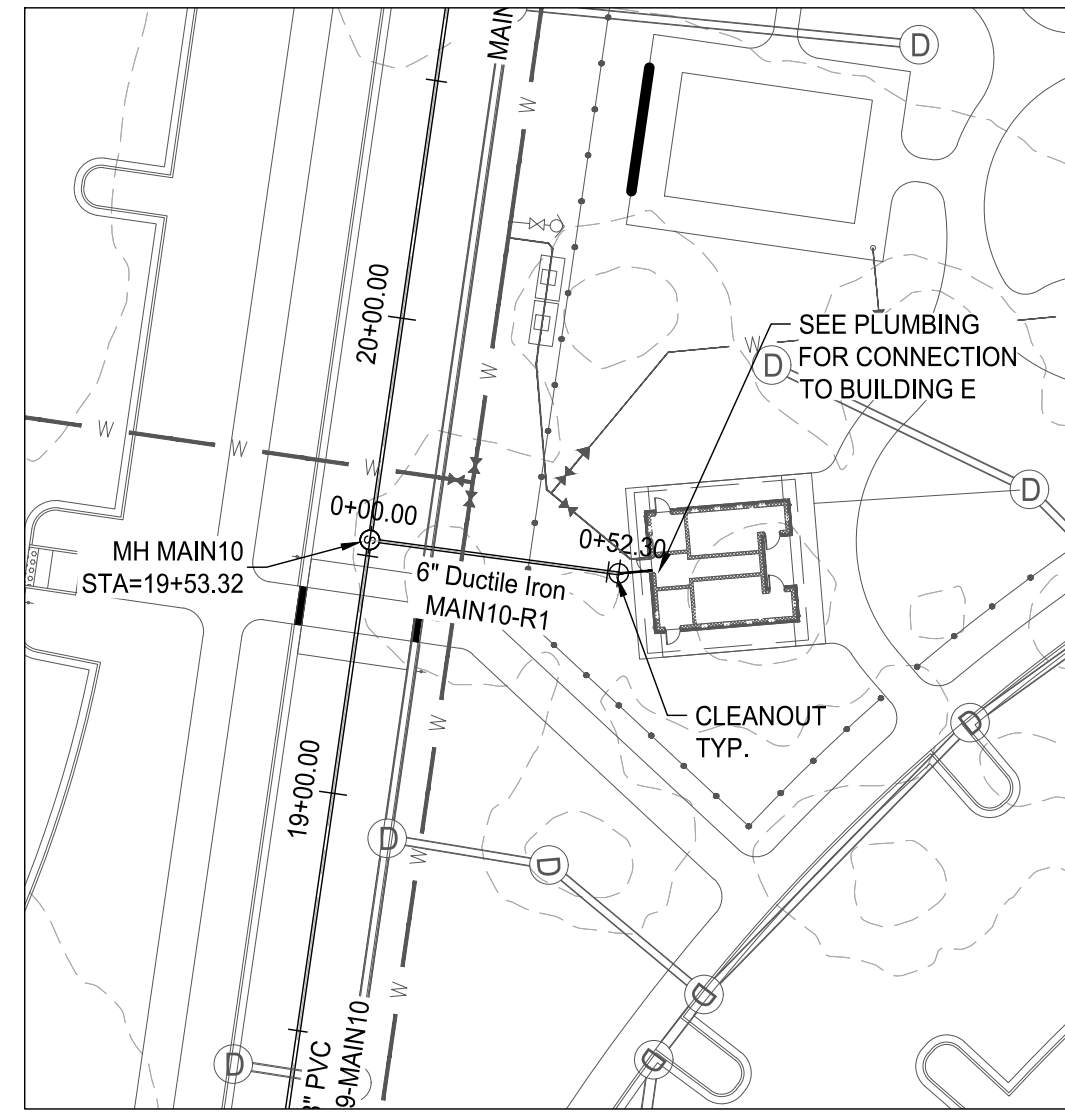 MAIN
D
W
20+00.00
SEE PLUMBING
FOR CONNECTION
TO BUILDING E
W
D
W
W
W
W
D
0+00.00
S
MH MAIN10
STA=19+53.32
0+52.30
6" Ductile Iron
MAIN10-R1
CLEANOUT
TYP.
W
D
W
19+00.00
D
W
D
W
D
D
D
" PVC
9-MAIN10